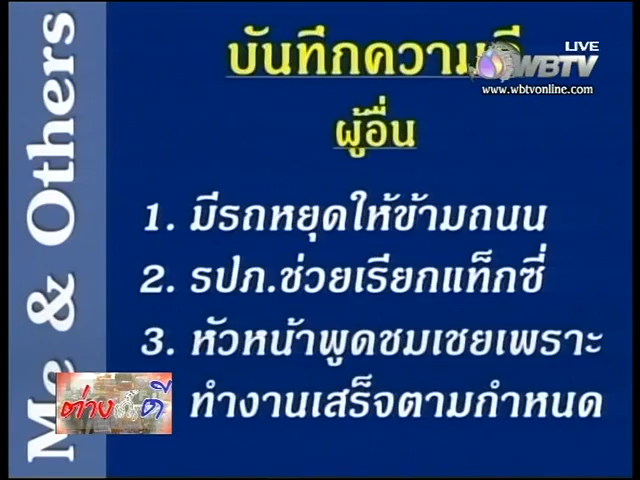 Me & Others
บันทึกความดี
LIVE
WBTV
www.wbtvonline.com
ผู้อื่น
1. มีรถหยุดให้ข้ามถนน
2. รปภ.ช่วยเรียกแท็กซี่
3. หัวหน้าพูดชมเชยเพราะ
ทำงานเสร็จตามกำหนด
ต่าง ดี